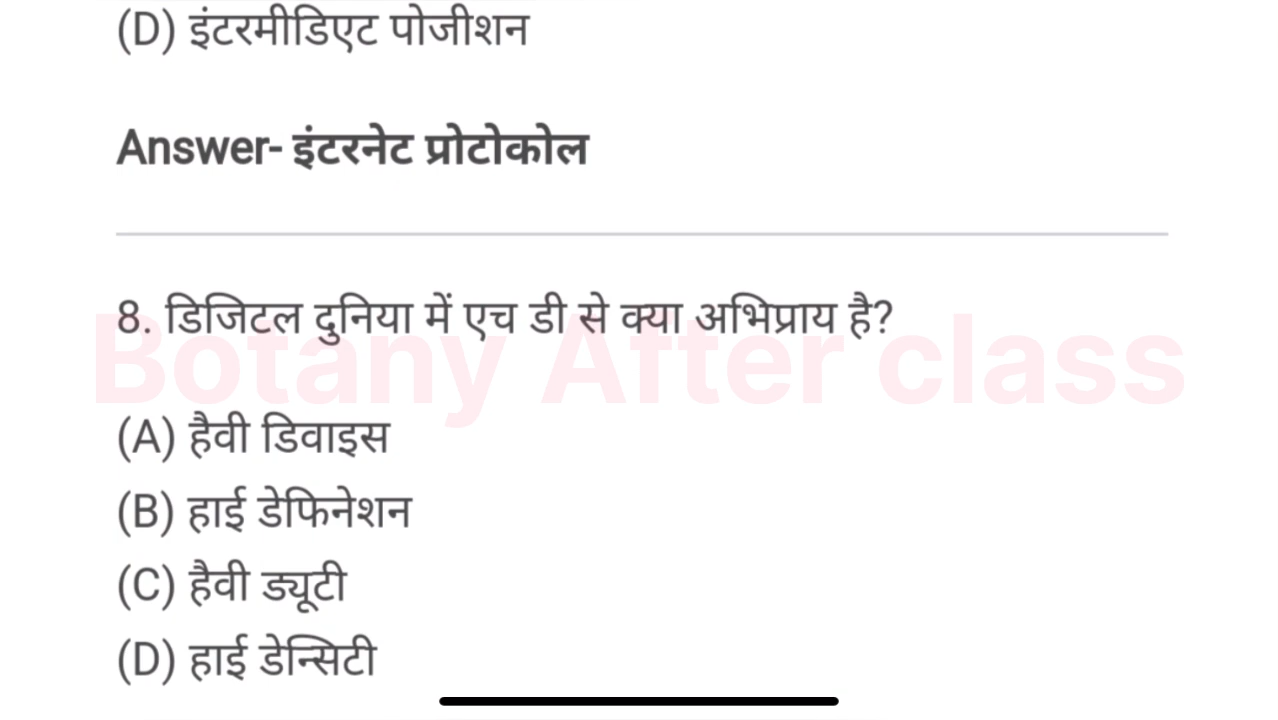 (D) इंटरमीडिएट पोजीशन
Answer- इंटरनेट प्रोटोकोल
8. डिजिटल दुनिया में एच डी से क्या अभिप्राय है?
Botany After class
(A) हैवी डिवाइस
(B) हाई डेफिनेशन
(C) हैवी ड्यूटी
(D) हाई डेन्सिटी